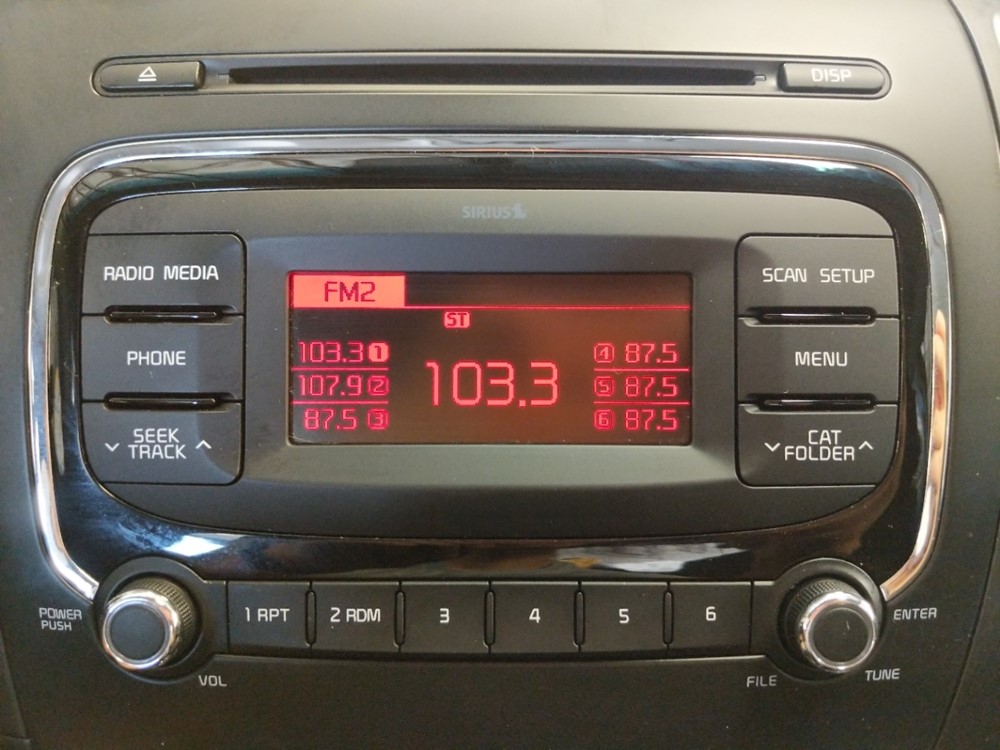 DISP
SIRIUS
RADIO MEDIA
PHONE
SEEK
TRACK
FM2
ST
103.3 1
107.9 2
87.5 3
103.3
4 87.5
5 87.5
6 87.5
SCAN SETUP
MENU
CAT
FOLDER
POWER
PUSH
VOL
1 RPT
2 RDM
3
4
5
6
ENTER
FILE
TUNE